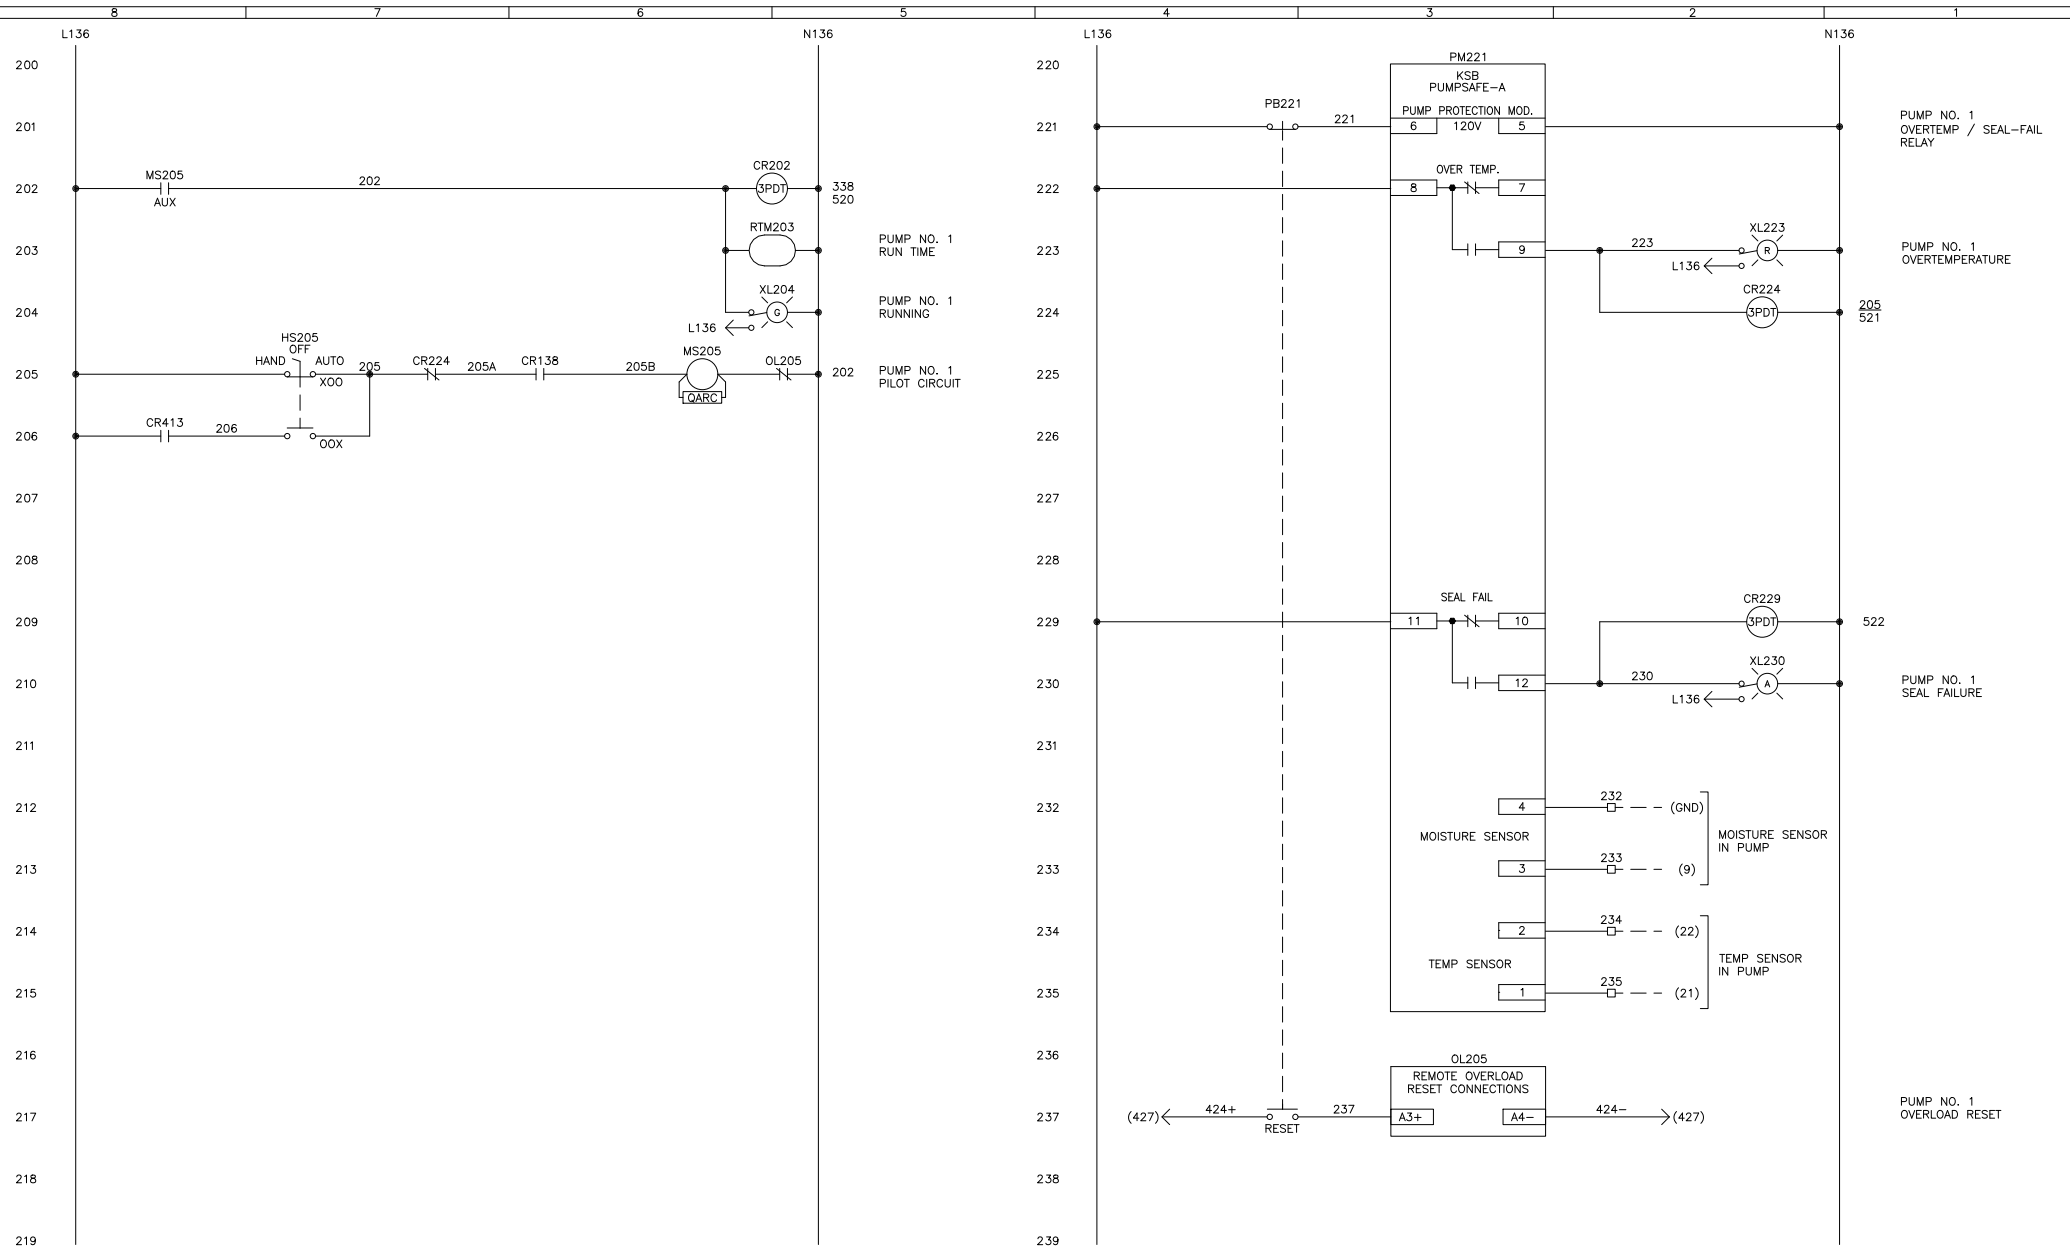 8 7 6 5 4 3 2 1
L136 N136
200
201
MS205 202 CR202
202 AUX 3PDT 338
520
RTM203
203 PUMP NO. 1
RUN TIME
XL204
204 G PUMP NO. 1
RUNNING
L136
HS205
OFF
HAND AUTO
205 XOO 205 CR224 205A CR138 205B MS205 OL205 202 PUMP NO. 1
PILOT CIRCUIT
QARC
CR413
206 206 OOX
207
208
209
210
211
212
213
214
215
216
217
218
219
L136 N136
220 PM221
KSB
PUMPSAFE-A
PUMP PROTECTION MOD.
PB221
221 221 6 120V 5 PUMP NO. 1
OVERTEMP / SEAL-FAIL
RELAY
OVER TEMP.
222 8 7
XL223
223 9 223 R PUMP NO. 1
OVERTEMPERATURE
L136
CR224
224 3PDT 205
521
225
226
227
228
SEAL FAIL CR229
229 11 10 3PDT 522
XL230
230 12 230 A PUMP NO. 1
SEAL FAILURE
L136
231
232 4 232 (GND)
MOISTURE SENSOR MOISTURE SENSOR
IN PUMP
233 3 233 (9)
234 2 234 (22)
TEMP SENSOR TEMP SENSOR
IN PUMP
235 1 235 (21)
236 OL205
REMOTE OVERLOAD
RESET CONNECTIONS
237 (427) 424+ RESET 237 A3+ A4- 424- (427) PUMP NO. 1
OVERLOAD RESET
238
239